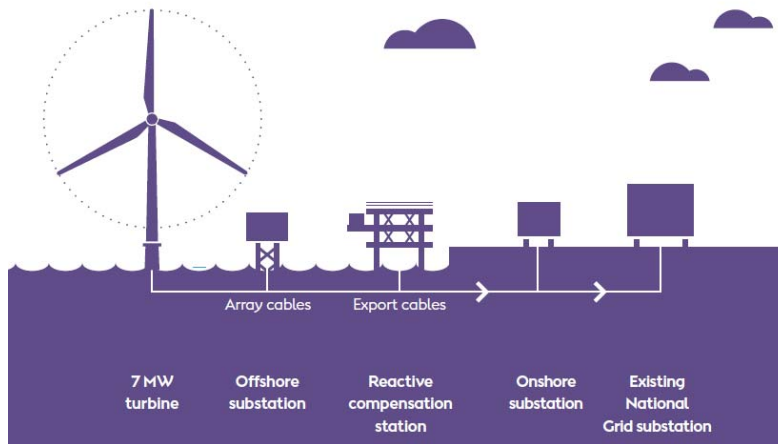 Array cables
Export cables
7 MW
turbine
Offshore
substation
Reactive
compensation
station
Onshore
substation
Existing
National
Grid substation